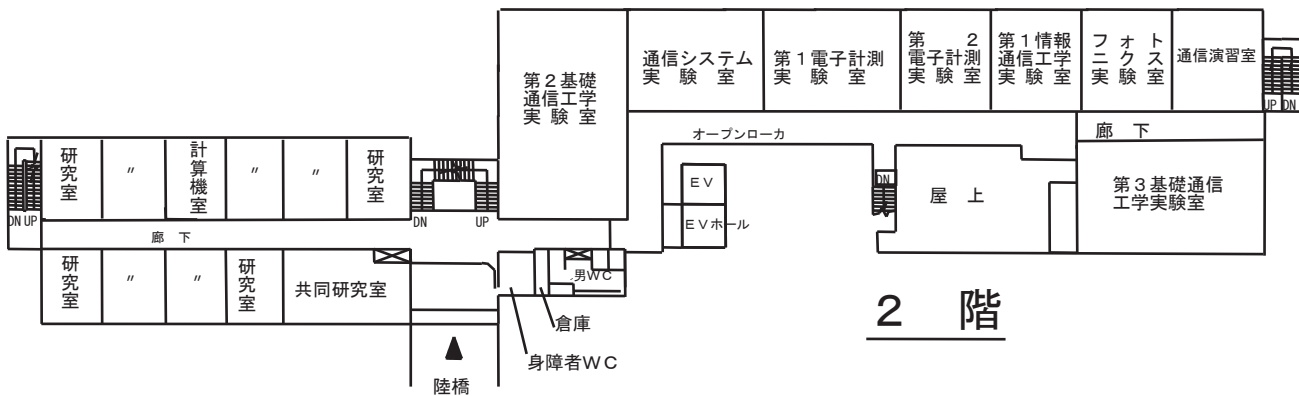 第２基礎
通信工学
実験室
通信システム
実験室
第１電子計測
実験室
第２
電子計測
実験室
第１情報
通信工学
実験室
フォト
ニクス
実験室
通信演習室
UP DN
オープンローカ
廊下
研究室
〃
計算機室
〃
〃
研究室
EV
EVホール
DN
屋上
第３基礎通信
工学実験室
DN UP
DN
UP
廊下
研究室
〃
〃
研究室
共同研究室
男WC
倉庫
身障者WC
陸橋
２階